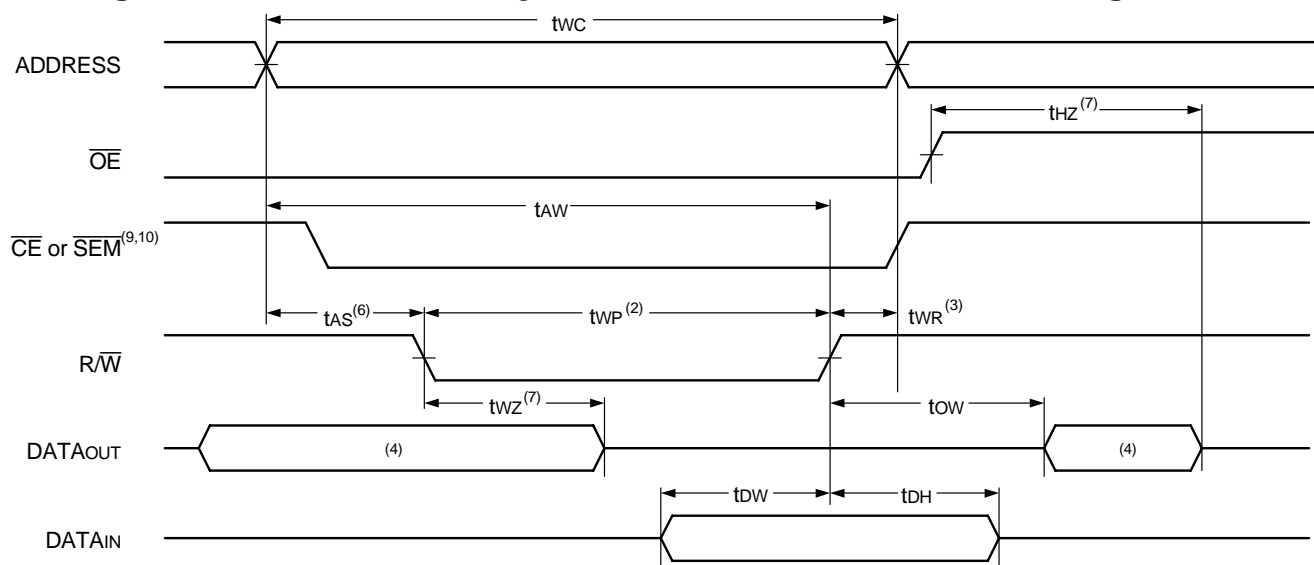 tWC
ADDRESS
tHZ(7)
OE
tAW
CE or SEM(9,10)
tAS(6) tWP(2) tWR(3)
R/W
tWZ(7) tOW
DATAOUT (4) (4)
tDW tDH
DATAIN